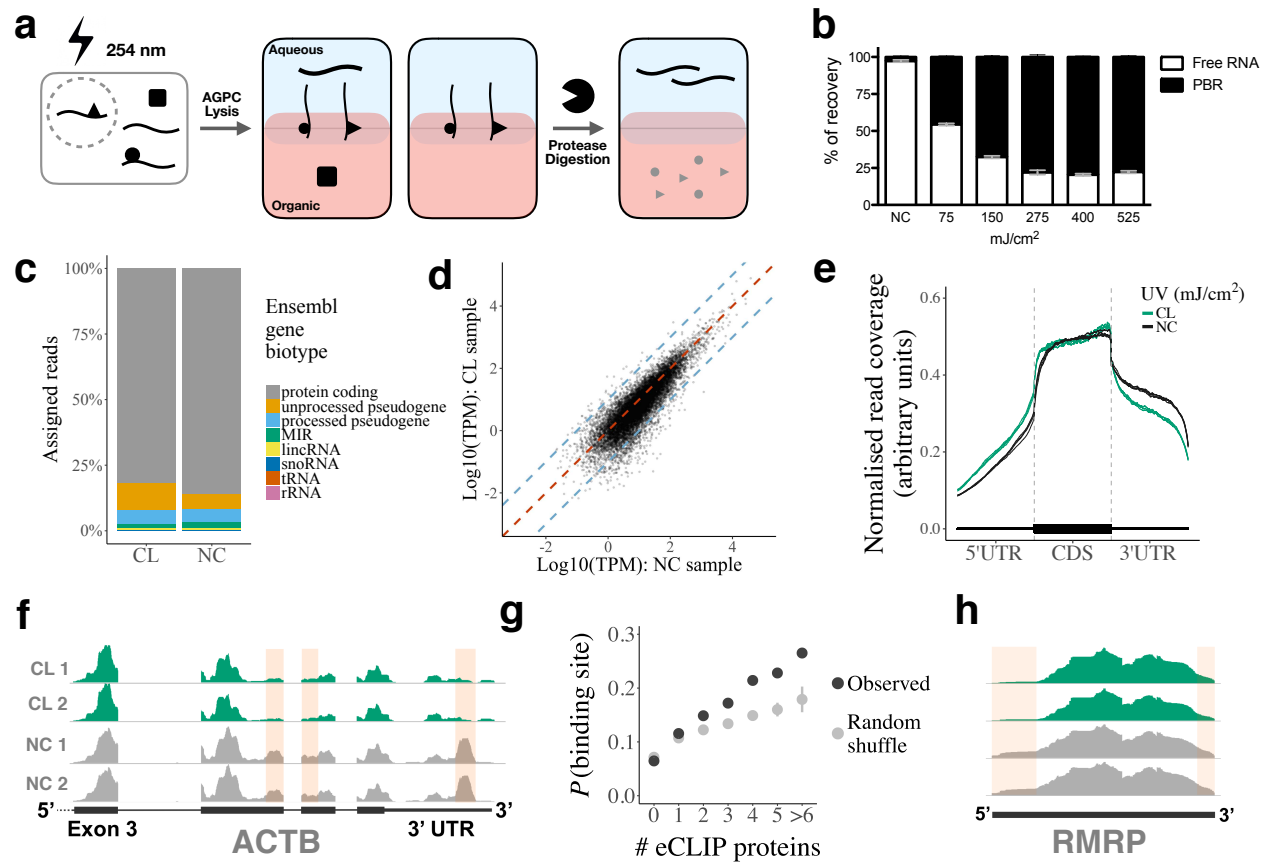 a
254 nm
AGPC
Lysis
Aqueous
Organic
Protease
Digestion
b
% of recovery
100
75
50
25
0
NC 75 150 275 400 525
mJ/cm²
Free RNA
PBR
c
Assigned reads
100%
75%
50%
25%
0%
CL NC
Ensembl
gene
biotype
protein coding
unprocessed pseudogene
processed pseudogene
MIR
lincRNA
snoRNA
tRNA
rRNA
d
Log10(TPM): CL sample
4
2
0
-2
-2 0 2 4
Log10(TPM): NC sample
e
Normalised read coverage
(arbitrary units)
0.6
0.4
0.2
0.0
UV (mJ/cm²)
CL
NC
5'UTR CDS 3'UTR
f
CL 1
CL 2
NC 1
NC 2
5’ 3’
Exon 3 3’ UTR
ACTB
g
P(binding site)
0.3
0.2
0.1
0.0
0 1 2 3 4 5 >6
# eCLIP proteins
Observed
Random
shuffle
h
5’ 3’
RMRP